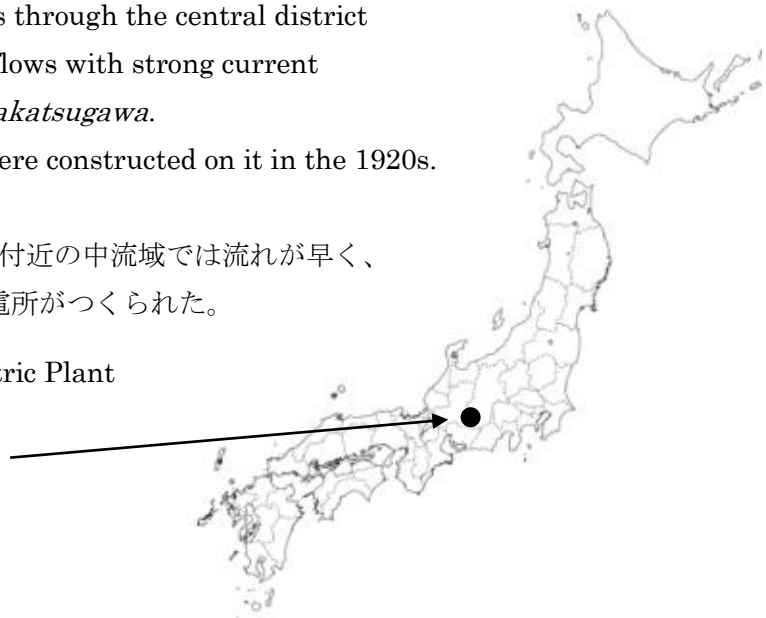 s through the central district
flows with strong current
akatsugawa.
ere constructed on it in the 1920s.
付近の中流域では流れが早く、
電所がつくられた。
tric Plant